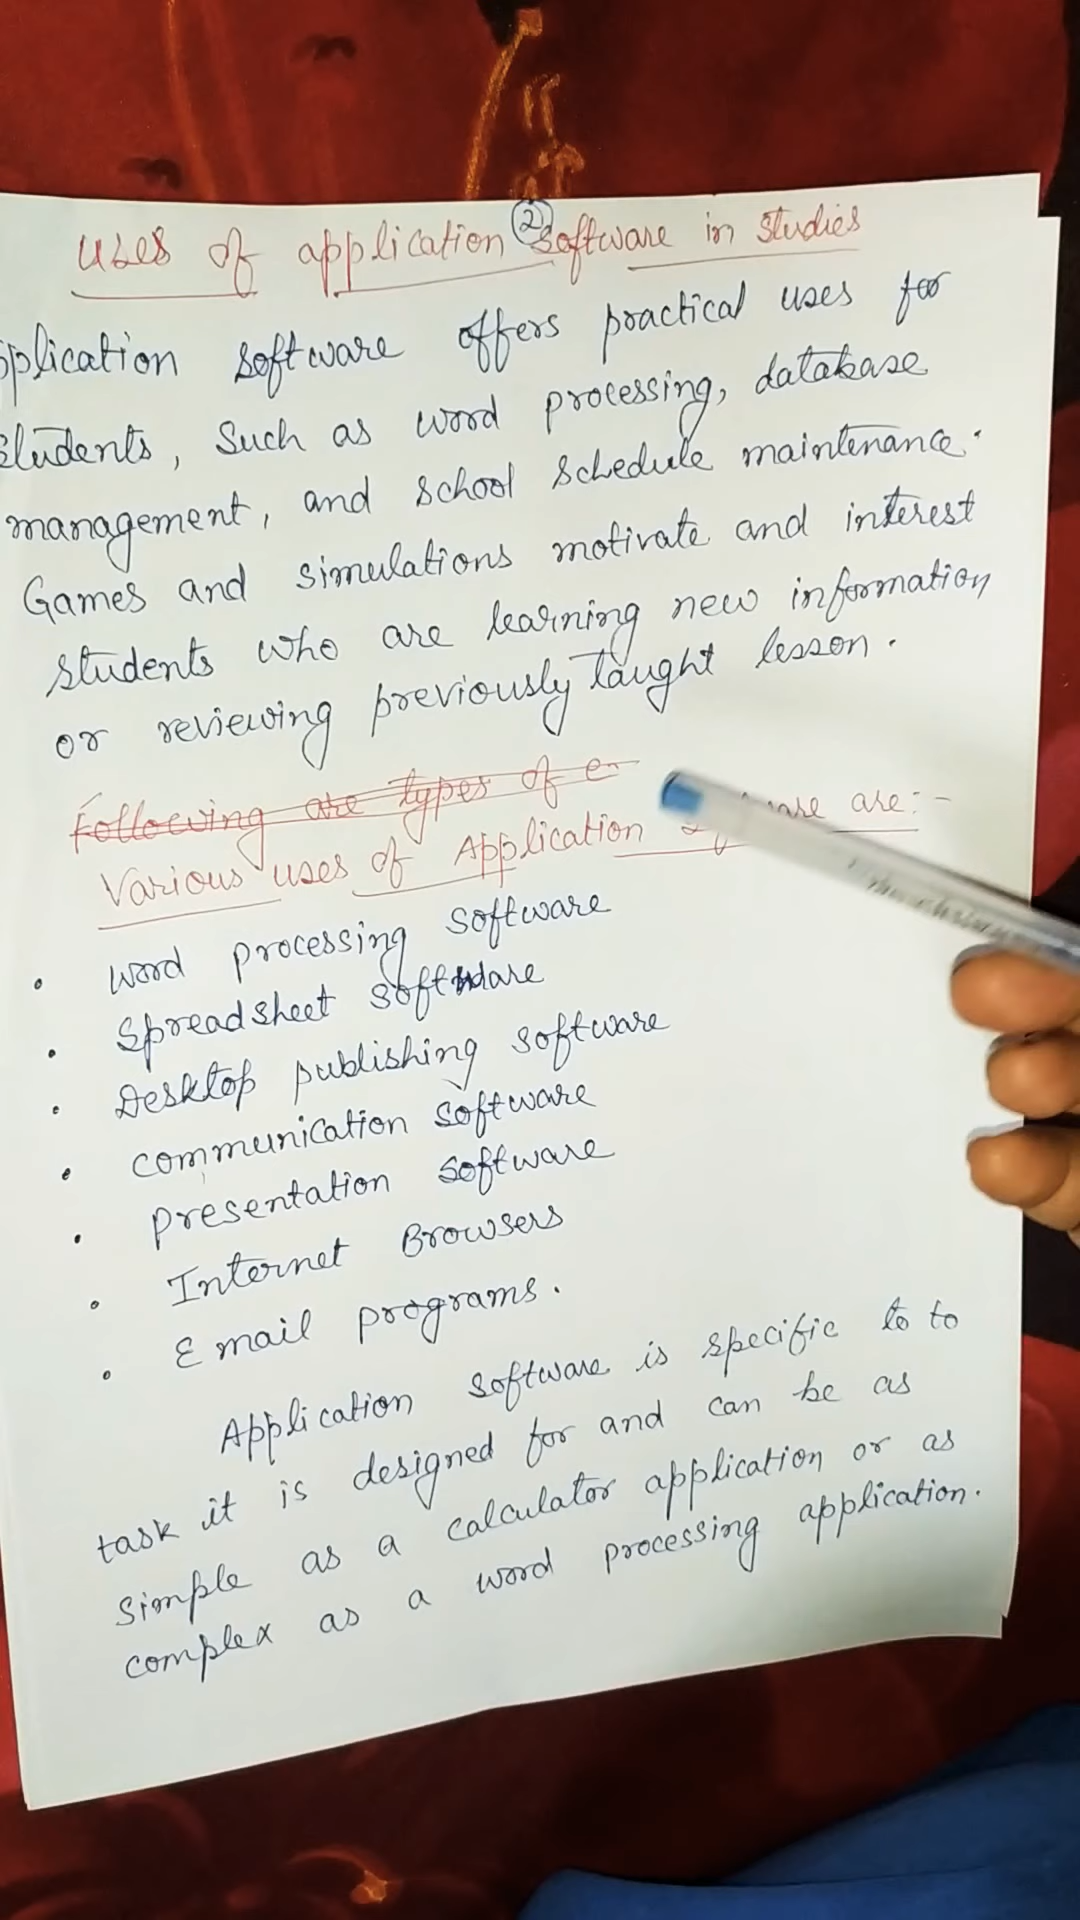 ②
Uses of application software in studies
pplication software offers practical uses for
students, Such as word processing, database
management, and school schedule maintenance.
Games and simulations motivate and interest
students who are learning new information
or reviewing previously taught lesson.
Following are types of e
Various uses of Application are are:-
• word processing software
• Spreadsheet software
• Desktop publishing software
• communication software
• presentation software
• Internet Browsers
• Email programs.
Application software is specific to to
task it is designed for and can be as
simple as a calculator application or as
complex as a word processing application.